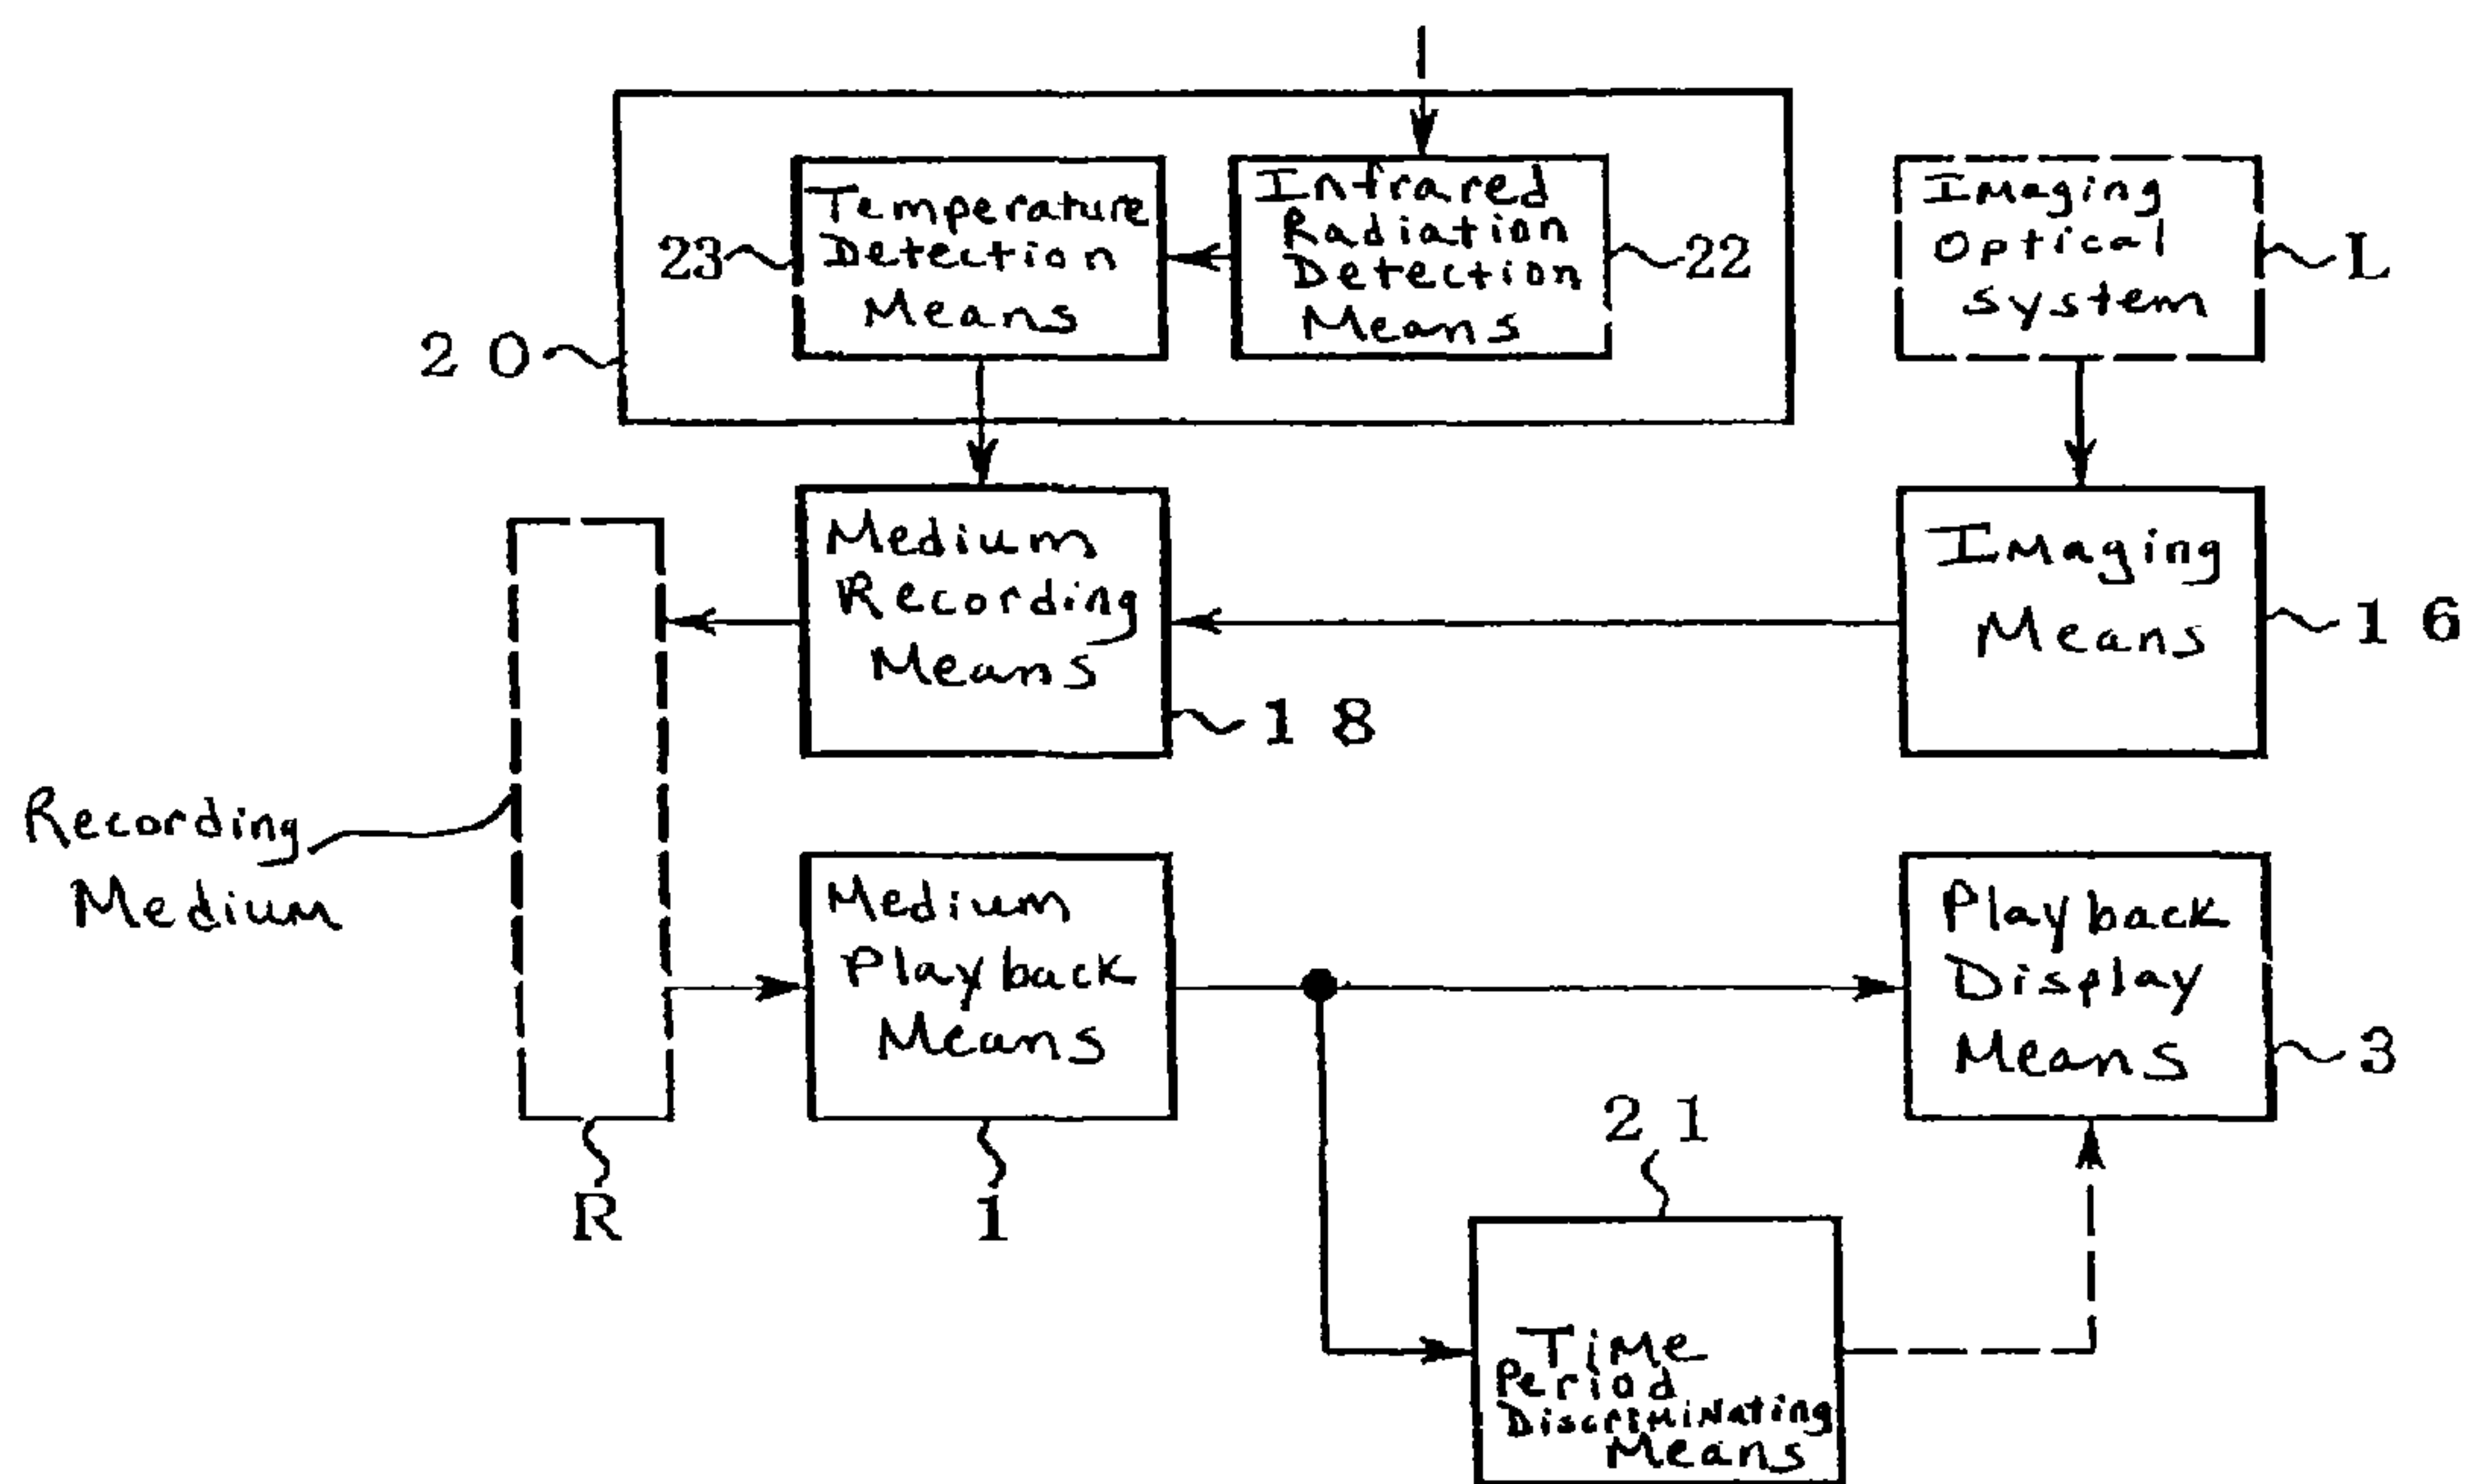 Temperature
Detection
Means
23
Infrared
Radiation
Detection
Means
22
Imaging
Optical
System
L
20
Medium
Recording
Means
18
Imaging
Means
16
Recording
Medium
R
Medium
Playback
Means
1
Playback
Display
Means
3
21
Time
Period
Discriminating
Means